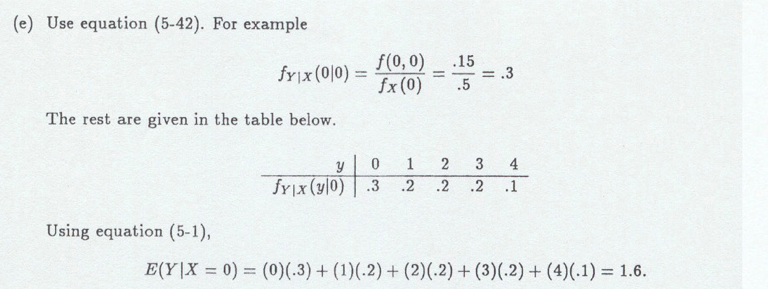 (e) Use equation (5-42). For example
f_{Y|X}(0|0) = f(0,0) / f_X(0) = .15 / .5 = .3
The rest are given in the table below.
y | 0 1 2 3 4
f_{Y|X}(y|0) | .3 .2 .2 .2 .1
Using equation (5-1),
E(Y|X = 0) = (0)(.3) + (1)(.2) + (2)(.2) + (3)(.2) + (4)(.1) = 1.6.